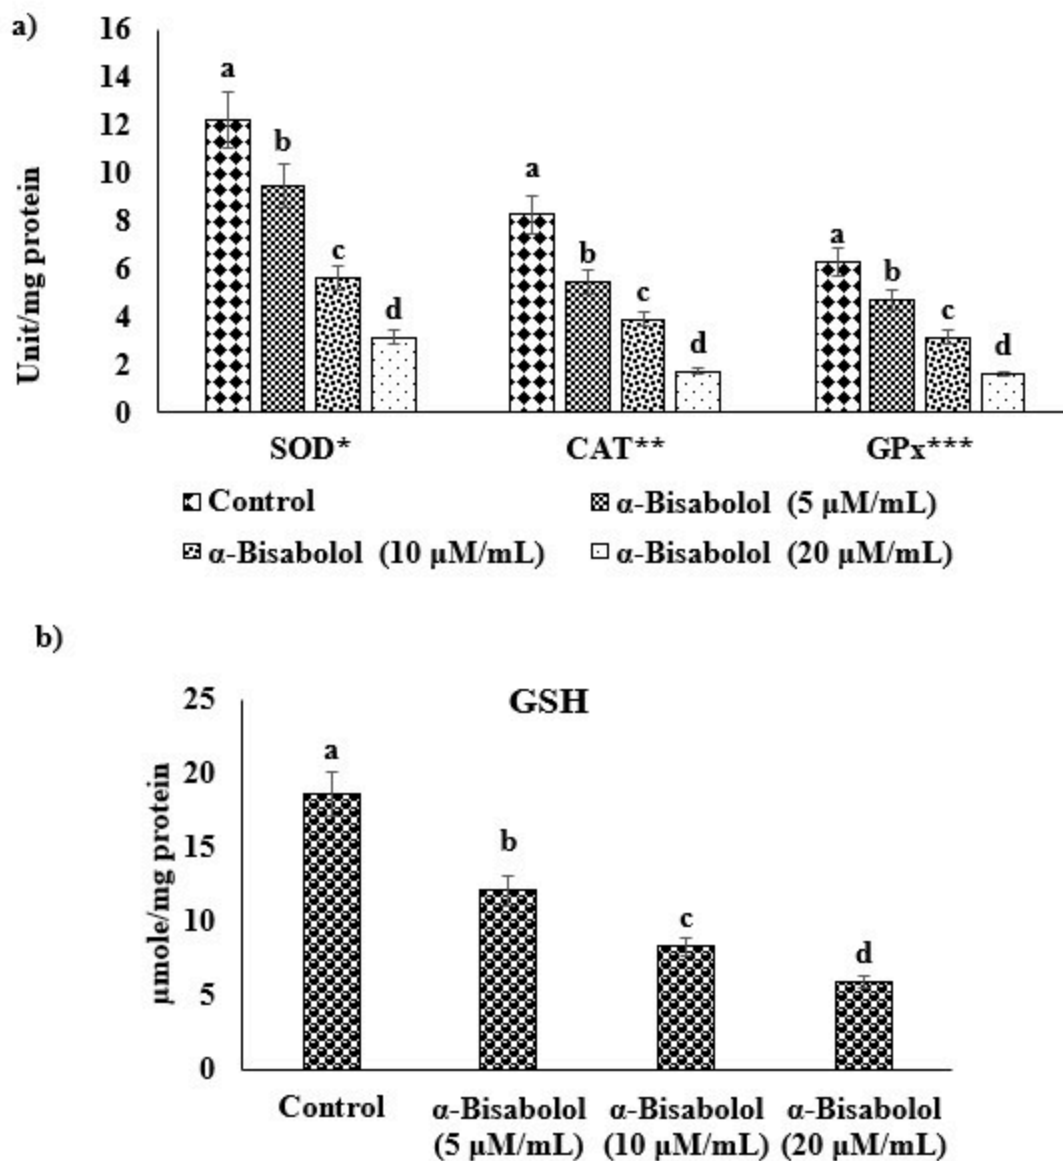 a)
16
14
12
10
8
6
4
2
0
Unit/mg protein
a
b
c
d
a
b
c
d
a
b
c
d
SOD*
CAT**
GPx***
Control
α-Bisabolol (5 μM/mL)
α-Bisabolol (10 μM/mL)
α-Bisabolol (20 μM/mL)
b)
GSH
25
20
15
10
5
0
μmole/mg protein
a
b
c
d
Control
α-Bisabolol
(5 μM/mL)
α-Bisabolol
(10 μM/mL)
α-Bisabolol
(20 μM/mL)